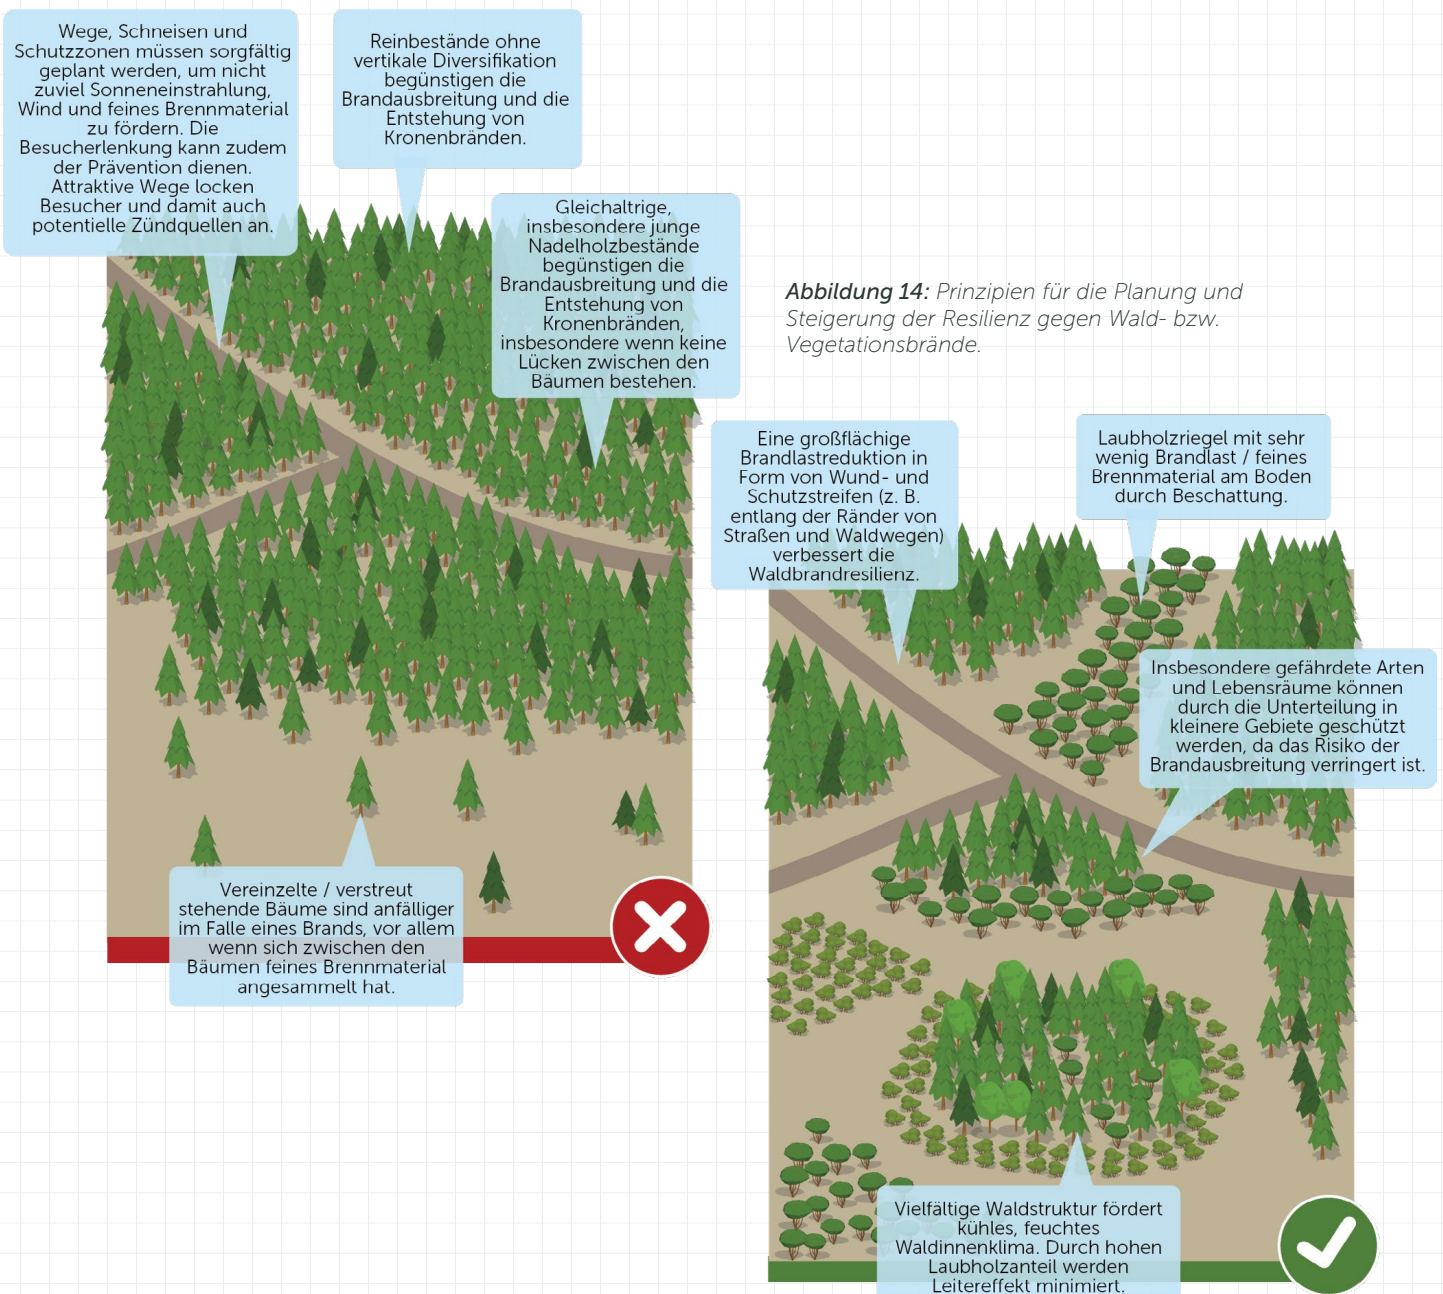 Wege, Schneisen und
Schutzzonen müssen sorgfältig
geplant werden, um nicht
zuviel Sonneneinstrahlung,
Wind und feines Brennmaterial
zu fördern. Die
Besucherlenkung kann zudem
der Prävention dienen.
Attraktive Wege locken
Besucher und damit auch
potentielle Zündquellen an.
Reinbestände ohne
vertikale Diversifikation
begünstigen die
Brandausbreitung und die
Entstehung von
Kronenbränden.
Gleichaltrige,
insbesondere junge
Nadelholzbestände
begünstigen die
Brandausbreitung und die
Entstehung von
Kronenbränden,
insbesondere wenn keine
Lücken zwischen den
Bäumen bestehen.
Vereinzelte / verstreut
stehende Bäume sind anfälliger
im Falle eines Brands, vor allem
wenn sich zwischen den
Bäumen feines Brennmaterial
angesammelt hat.
Abbildung 14: Prinzipien für die Planung und
Steigerung der Resilienz gegen Wald- bzw.
Vegetationsbrände.
Eine großflächige
Brandlastreduktion in
Form von Wund- und
Schutzstreifen (z. B.
entlang der Ränder von
Straßen und Waldwegen)
verbessert die
Waldbrandresilienz.
Laubholzriegel mit sehr
wenig Brandlast / feines
Brennmaterial am Boden
durch Beschattung.
Insbesondere gefährdete Arten
und Lebensräume können
durch die Unterteilung in
kleinere Gebiete geschützt
werden, da das Risiko der
Brandausbreitung verringert ist.
Vielfältige Waldstruktur fördert
kühles, feuchtes
Waldinnenklima. Durch hohen
Laubholzanteil werden
Leitereffekt minimiert.